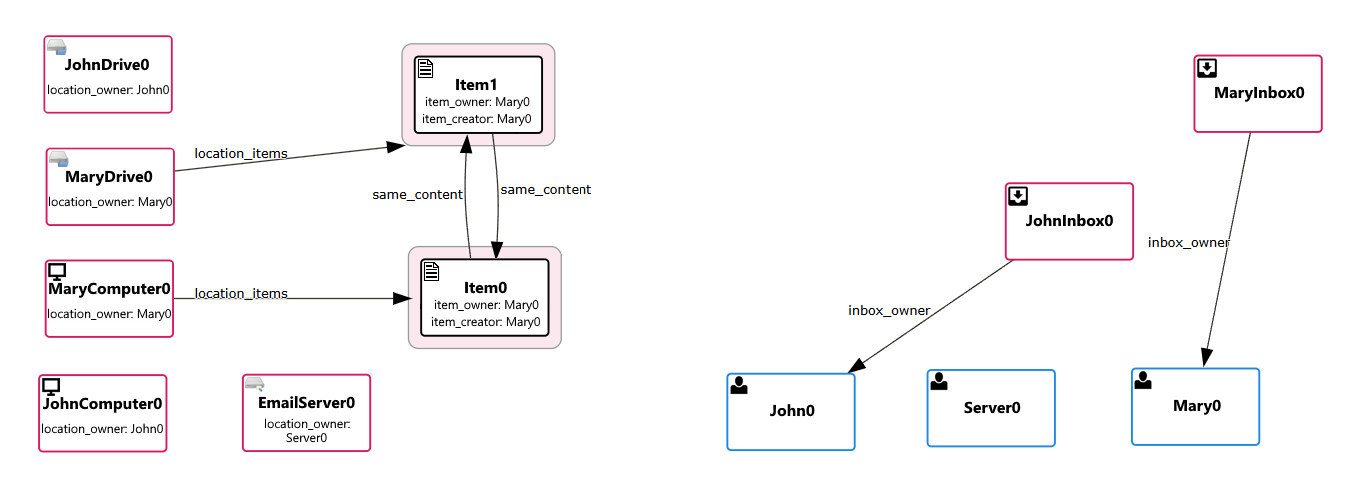 JohnDrive0
location_owner: John0
Item1
item_owner: Mary0
item_creator: Mary0
MaryInbox0
location_items
MaryDrive0
location_owner: Mary0
same_content
same_content
JohnInbox0
inbox_owner
MaryComputer0
location_owner: Mary0
location_items
Item0
item_owner: Mary0
item_creator: Mary0
inbox_owner
JohnComputer0
location_owner: John0
EmailServer0
location_owner:
Server0
John0
Server0
Mary0